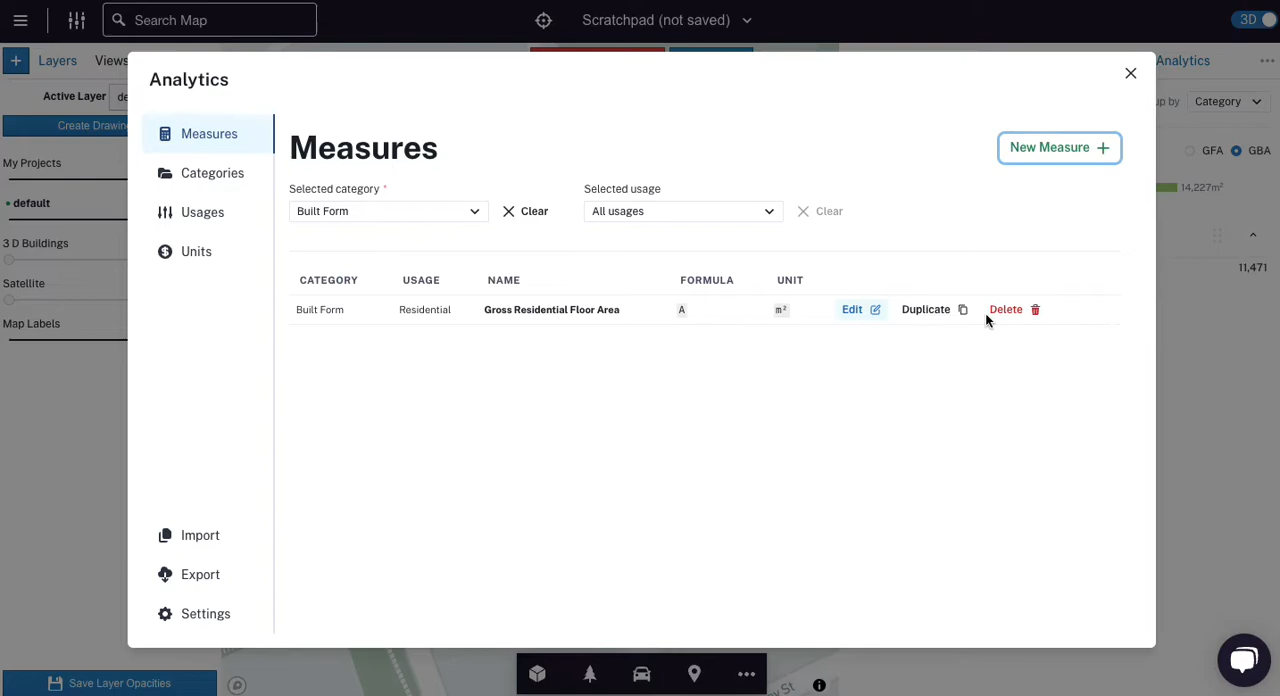 Search Map
Scratchpad (not saved)
3D
Layers
Views
Analytics
Active Layer
Category
Create Drawin
My Projects
GFA
GBA
default
14,227m²
3 D Buildings
11,471
Satellite
Map Labels
Save Layer Opacities
Analytics
Measures
Categories
Usages
Units
Import
Export
Settings
Measures
New Measure +
Selected category *
Selected usage
Built Form
Clear
All usages
Clear
CATEGORY USAGE NAME FORMULA UNIT
Built Form Residential Gross Residential Floor Area A m² Edit Duplicate Delete